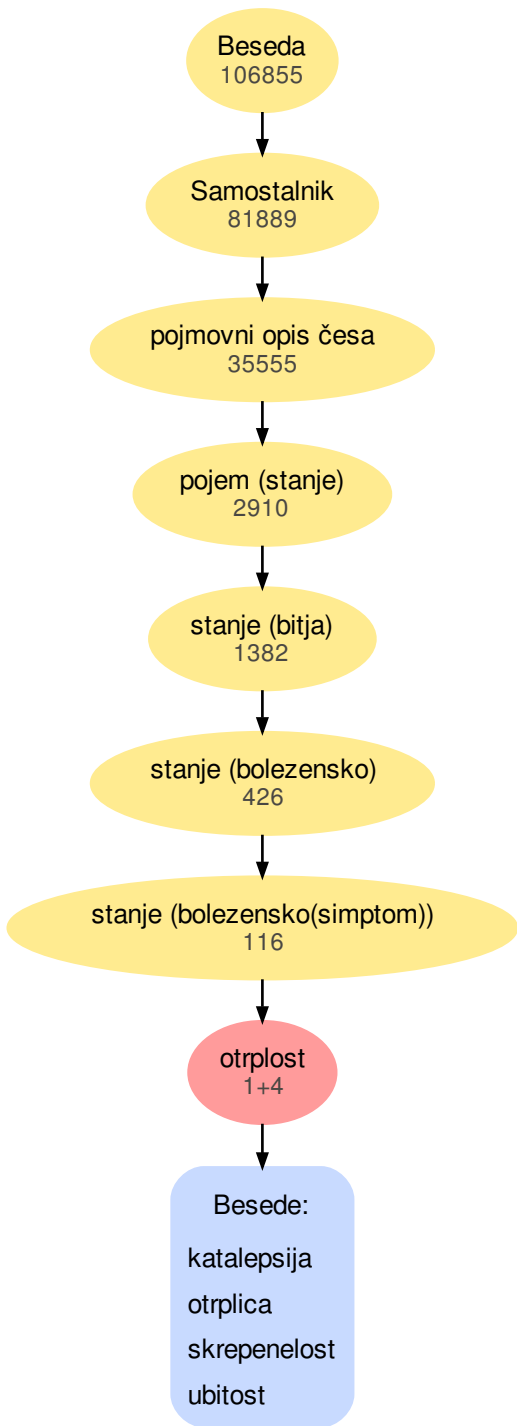 Beseda
106855
Samostalnik
81889
pojmovni opis česa
35555
pojem (stanje)
2910
stanje (bitja)
1382
stanje (bolezensko)
426
stanje (bolezensko(simptom))
116
otrplost
1+4
Besede:
katalepsija
otrplica
skrepenelost
ubitost